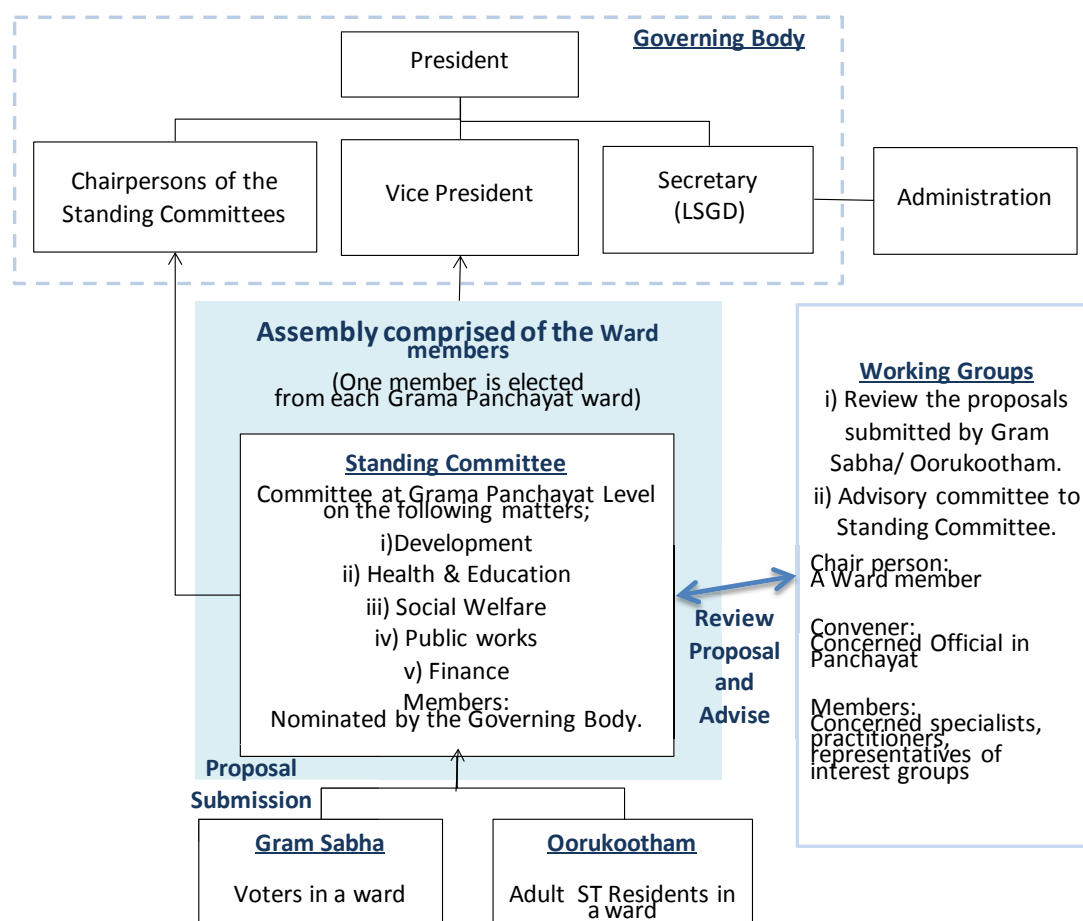 Governing Body
President
Chairpersons of the
Standing Committees
Vice President
Secretary
(LSGD)
Administration
Assembly comprised of the Ward
members
(One member is elected
from each Grama Panchayat ward)
Standing Committee
Committee at Grama Panchayat Level
on the following matters;
i)Development
ii) Health & Education
iii) Social Welfare
iv) Public works
v) Finance
Members:
Nominated by the Governing Body.
Review
Proposal
and
Advise
Working Groups
i) Review the proposals
submitted by Gram
Sabha/ Oorukootham.
ii) Advisory committee to
Standing Committee.
Chair person:
A Ward member
Convener:
Concerned Official in
Panchayat
Members:
Concerned specialists,
practitioners,
representatives of
interest groups
Proposal
Submission
Gram Sabha
Voters in a ward
Oorukootham
Adult ST Residents in
a ward